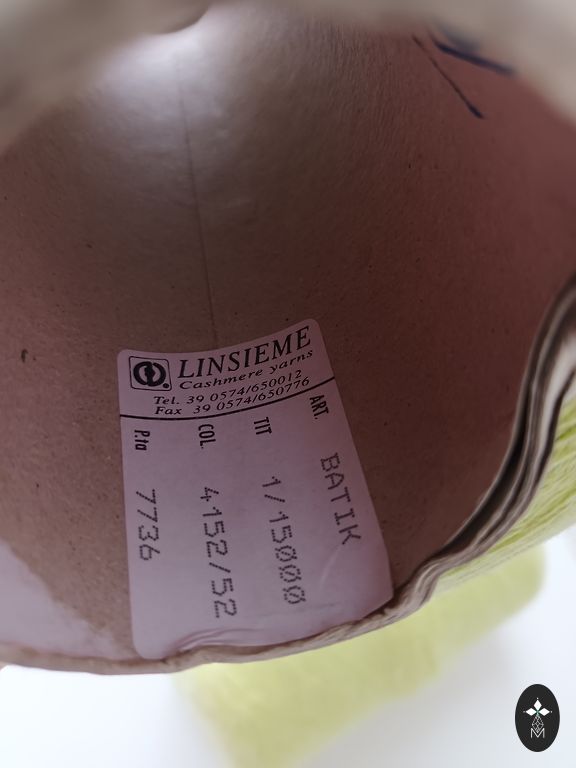 LINSIEME
Cashmere yarns
Tel. 39 0574/650012
Fax 39 0574/650776
ART. BATIK
TIT 1/15000
COL. 4152/52
P.ta 7736
M